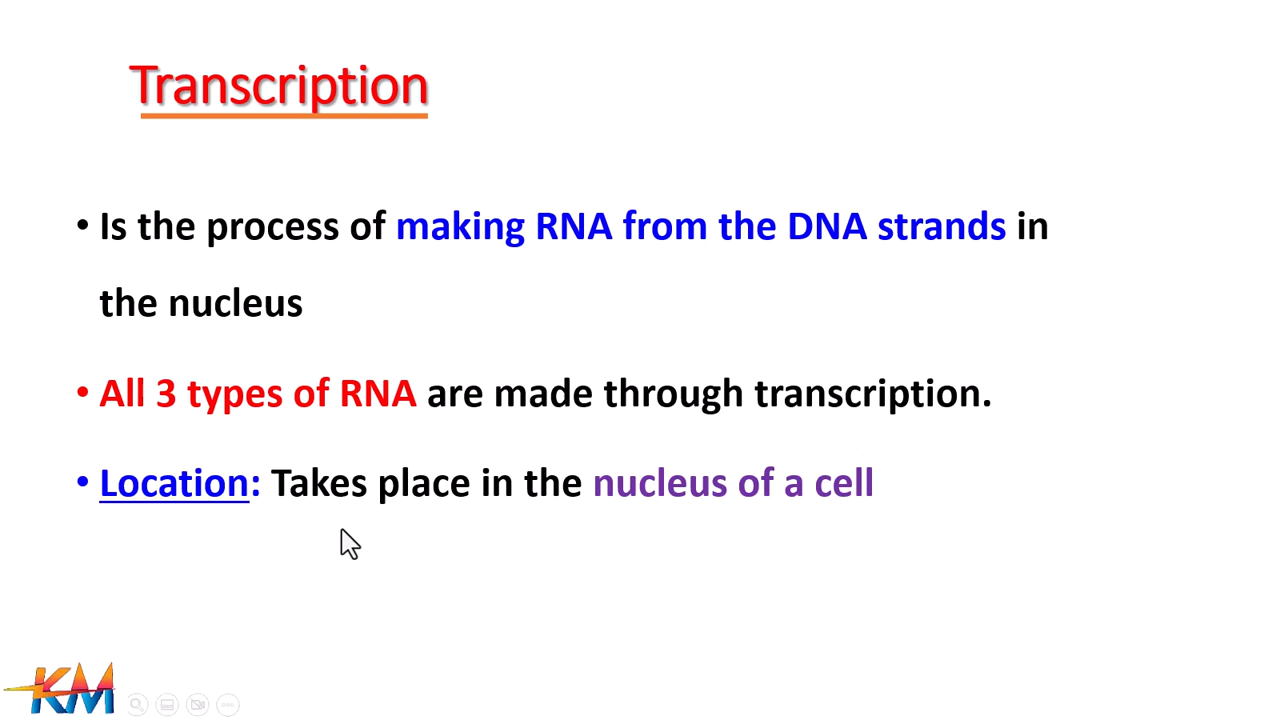 Transcription
• Is the process of making RNA from the DNA strands in
the nucleus
• All 3 types of RNA are made through transcription.
• Location: Takes place in the nucleus of a cell
KM